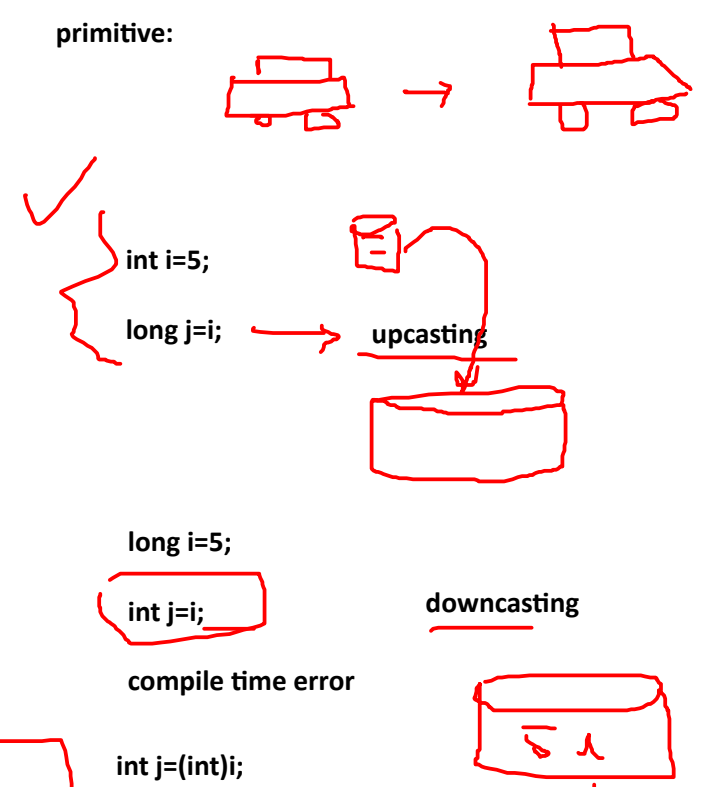 primitive:
int i=5;
long j=i;
upcasting
long i=5;
int j=i;
downcasting
compile time error
int j=(int)i;